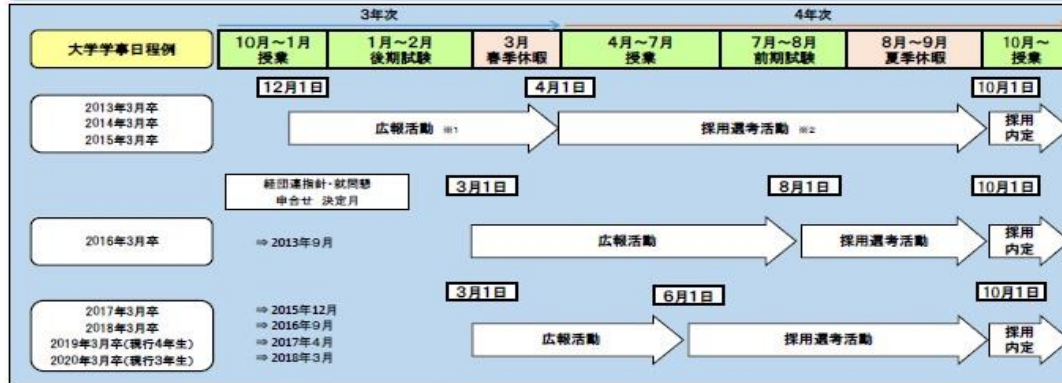 3年次
4年次
大学学事日程例
10月～1月
授業
1月～2月
後期試験
3月
春季休暇
4月～7月
授業
7月～8月
前期試験
8月～9月
夏季休暇
10月～
授業
12月1日
4月1日
10月1日
2013年3月卒
2014年3月卒
2015年3月卒
広報活動 ※1
採用選考活動 ※2
採用
内定
経団連指針・就問懇
申合せ 決定月
3月1日
8月1日
10月1日
2016年3月卒
⇒ 2013年9月
広報活動
採用選考活動
採用
内定
3月1日
6月1日
10月1日
2017年3月卒
2018年3月卒
2019年3月卒(現行4年生)
2020年3月卒(現行3年生)
⇒ 2015年12月
⇒ 2016年9月
⇒ 2017年4月
⇒ 2018年3月
広報活動
採用選考活動
採用
内定